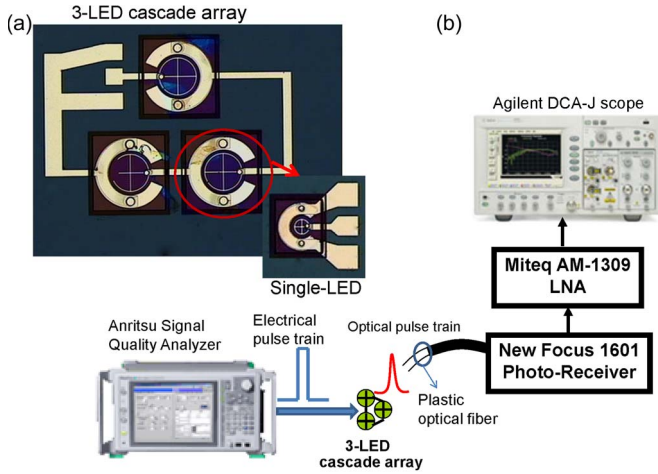 (a)
3-LED cascade array
Single-LED
(b)
Agilent DCA-J scope
Miteq AM-1309
LNA
New Focus 1601
Photo-Receiver
Anritsu Signal
Quality Analyzer
Electrical
pulse train
Optical pulse train
Plastic
optical fiber
3-LED
cascade array